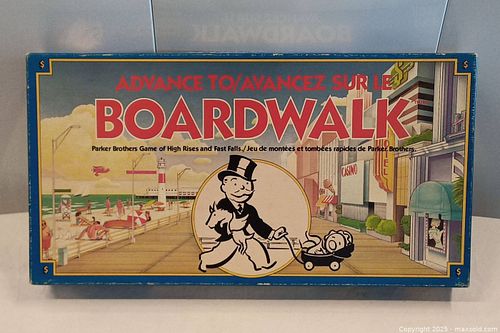 $ $
ADVANCE TO/AVANCEZ SUR LE
BOARDWALK
Parker Brothers Game of High Rises and Fast Falls./Jeu de montées et tombées rapides de Parker Brothers.
CASINO
HOTEL
$ $
Copyright 2025 - maxsold.com